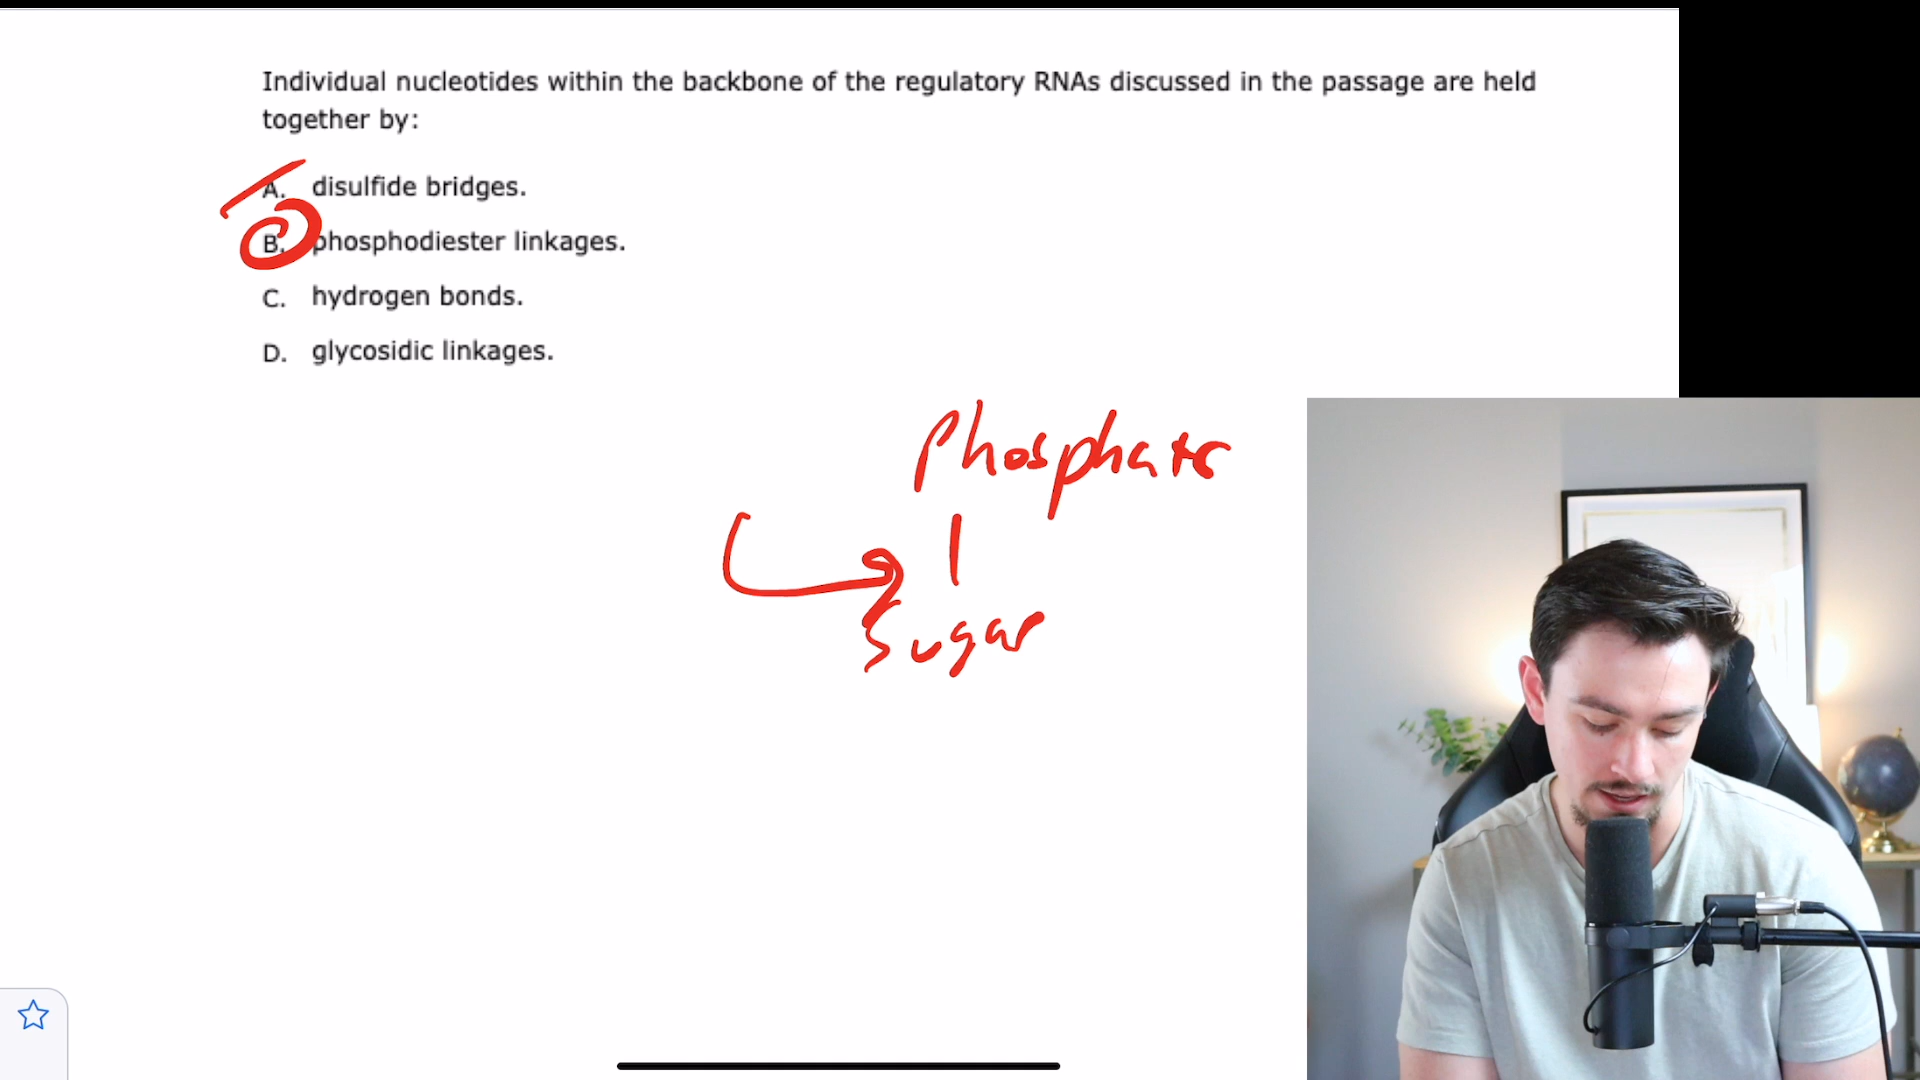 Individual nucleotides within the backbone of the regulatory RNAs discussed in the passage are held
together by:
A. disulfide bridges.
B. phosphodiester linkages.
C. hydrogen bonds.
D. glycosidic linkages.
Phosphate
Sugar